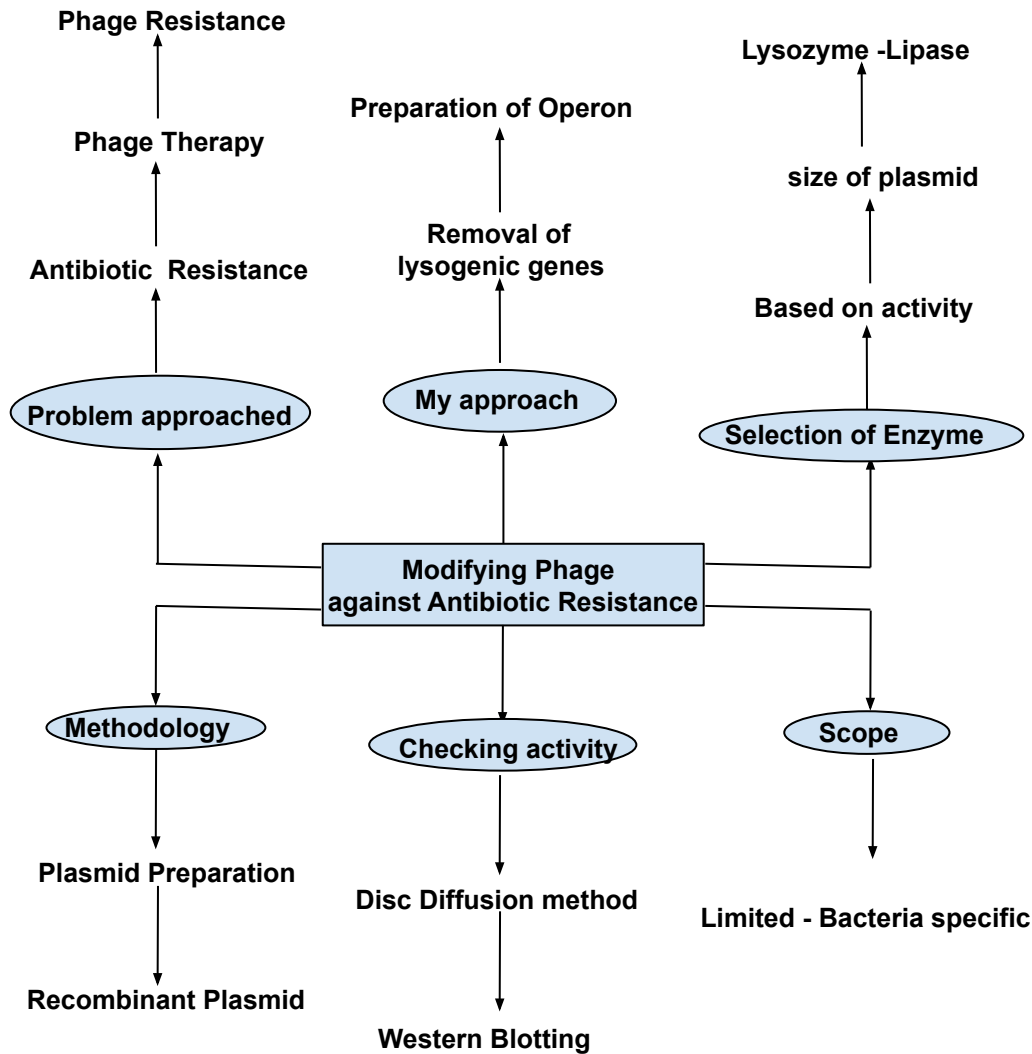 Phage Resistance
Lysozyme -Lipase
Preparation of Operon
Phage Therapy
size of plasmid
Removal of
lysogenic genes
Antibiotic Resistance
Based on activity
Problem approached
My approach
Selection of Enzyme
Modifying Phage
against Antibiotic Resistance
Methodology
Checking activity
Scope
Plasmid Preparation
Disc Diffusion method
Limited - Bacteria specific
Recombinant Plasmid
Western Blotting